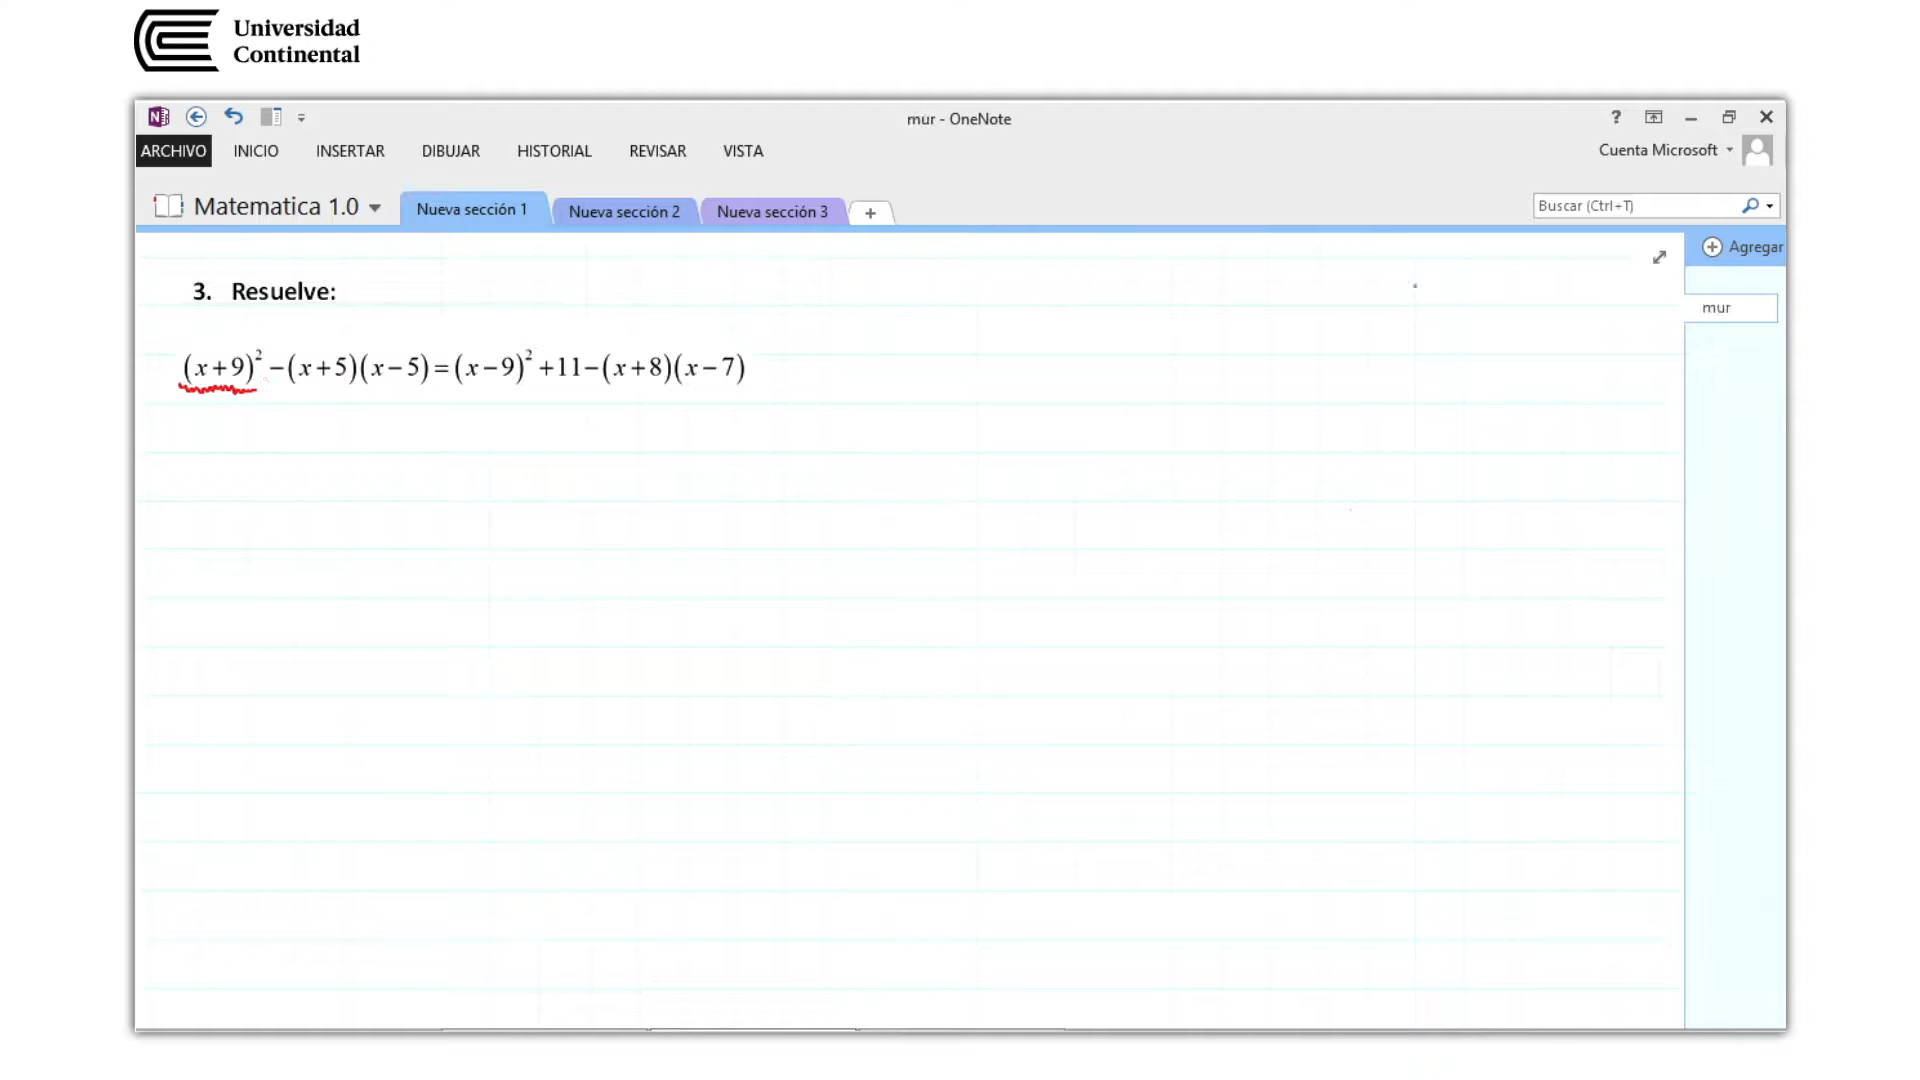 Universidad
Continental
mur - OneNote
ARCHIVO INICIO INSERTAR DIBUJAR HISTORIAL REVISAR VISTA
Cuenta Microsoft
Matematica 1.0
Nueva sección 1
Nueva sección 2
Nueva sección 3
Buscar (Ctrl+T)
Agregar
mur
3. Resuelve:
(x+9)² −(x+5)(x−5)=(x−9)² +11−(x+8)(x−7)